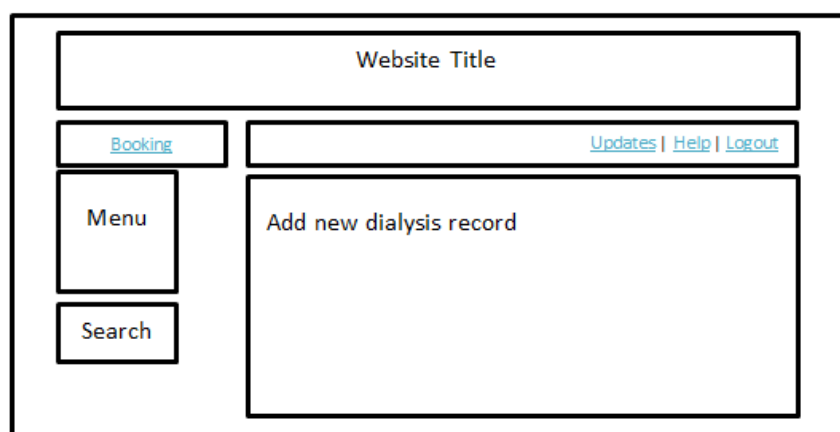 Website Title
Booking
Updates | Help | Logout
Menu
Add new dialysis record
Search